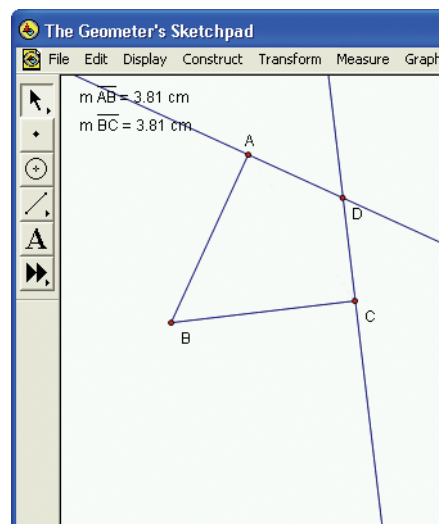 The Geometer's Sketchpad
File Edit Display Construct Transform Measure Graph
m AB = 3.81 cm
m BC = 3.81 cm
A
D
C
B
A